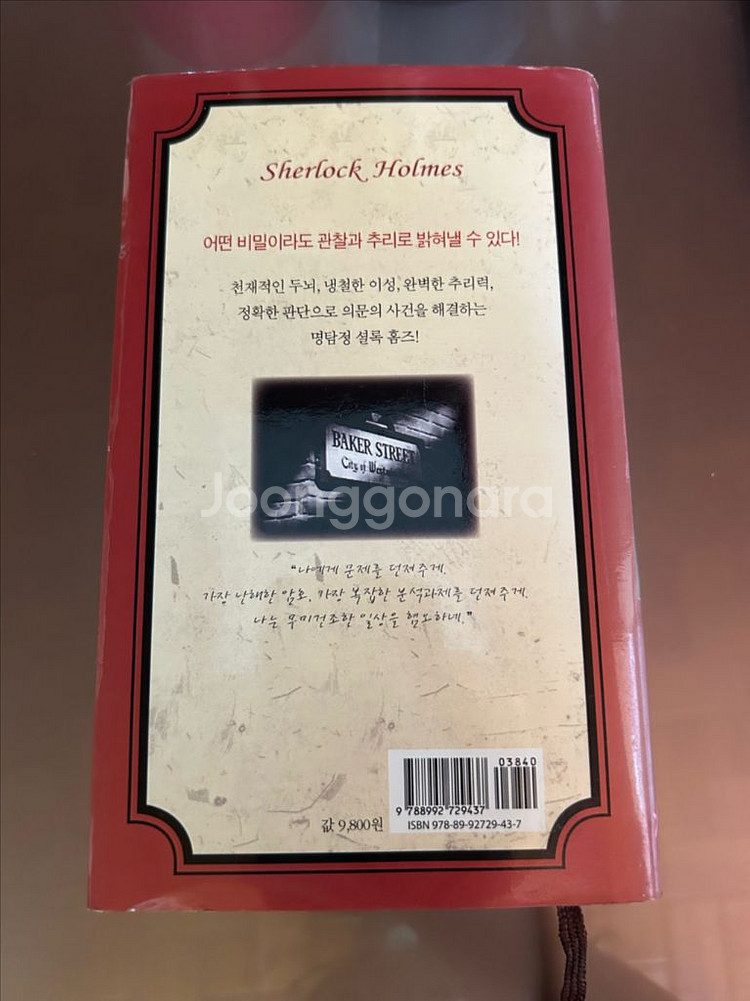 Sherlock Holmes
어떤 비밀이라도 관찰과 추리로 밝혀낼 수 있다!
천재적인 두뇌, 냉철한 이성, 완벽한 추리력,
정확한 판단으로 의문의 사건을 해결하는
명탐정 셜록 홈즈!
BAKER STREET
City of
Joonggonara
"나에게 문제를 던져주게.
가장 난해한 암호, 가장 복잡한 분석과제를 던져주게.
나는 무미건조한 일상을 혐오하네."
03840
9 788992 729437
값 9,800원
ISBN 978-89-92729-43-7